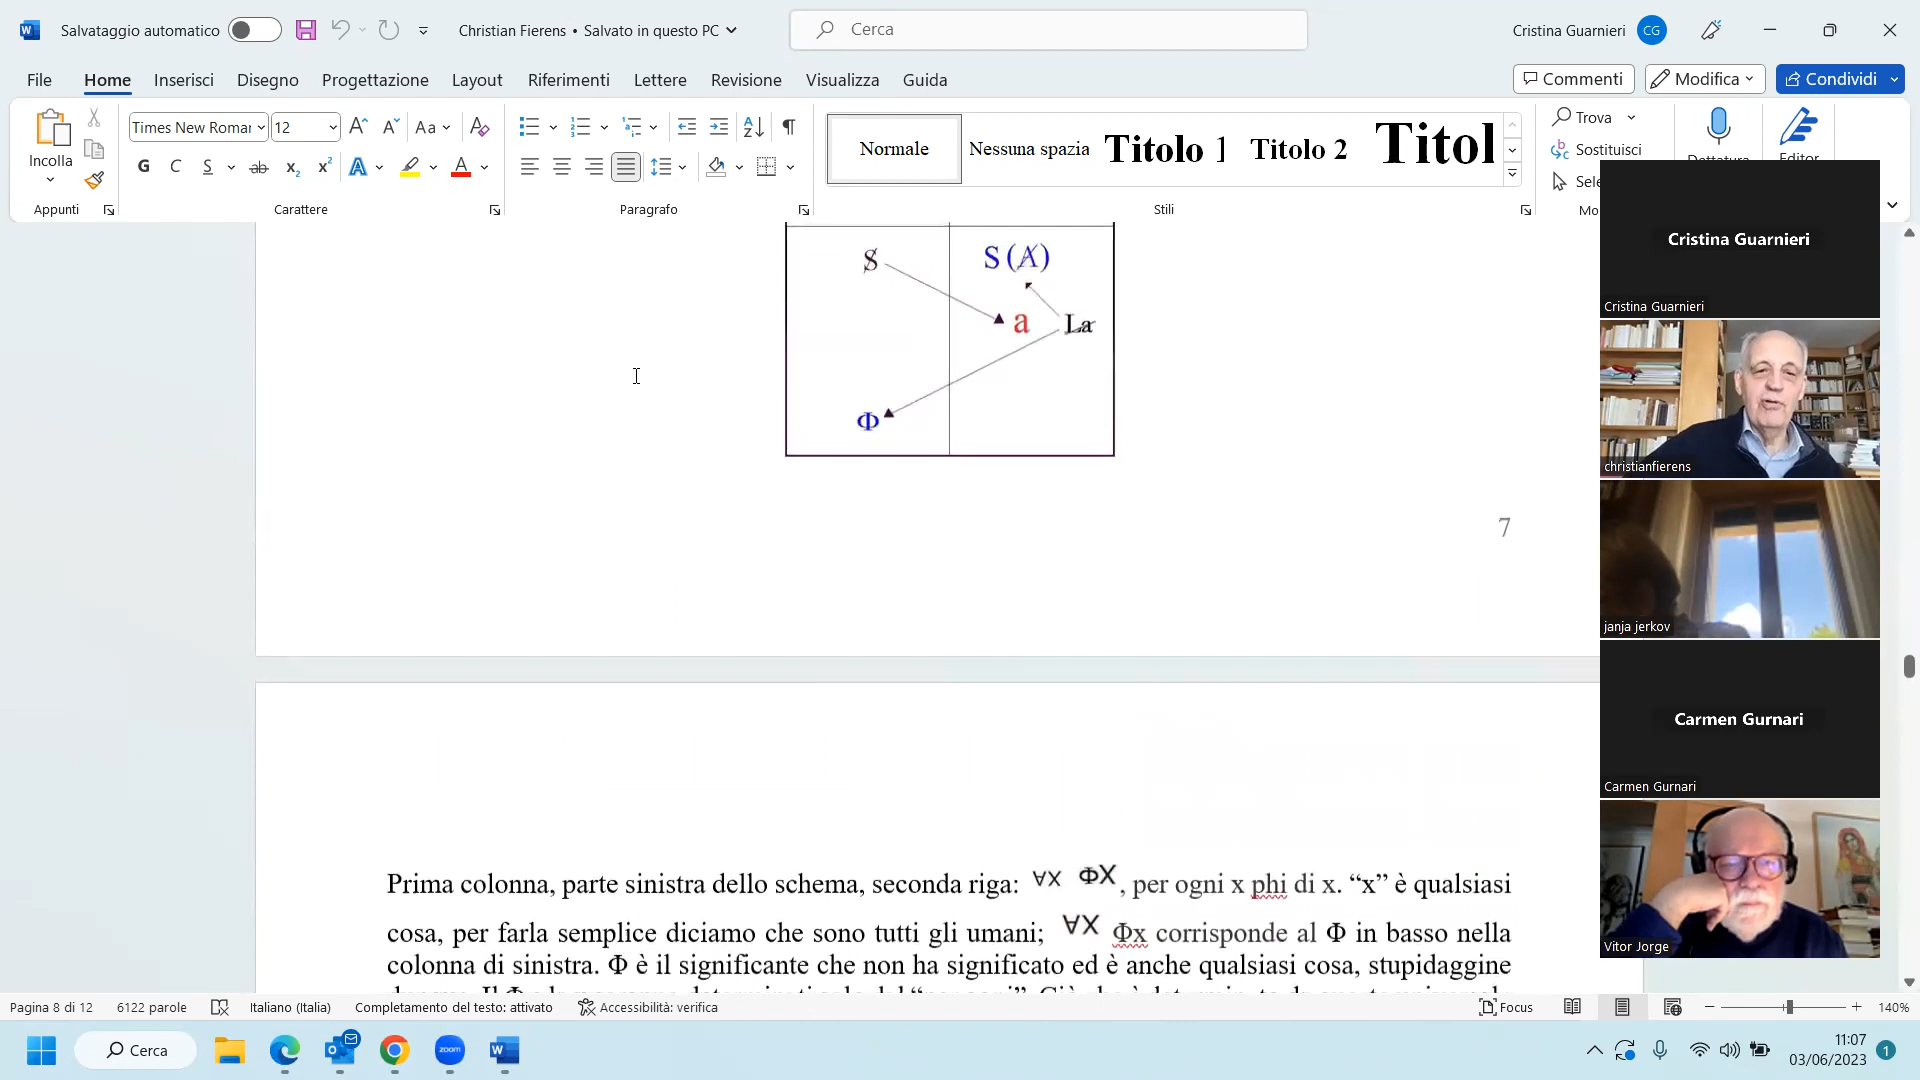 Salvataggio automatico
Christian Fierens • Salvato in questo PC
Cerca
Cristina Guarnieri
CG
File Home Inserisci Disegno Progettazione Layout Riferimenti Lettere Revisione Visualizza Guida
Commenti
Modifica
Condividi
Incolla
Appunti
Times New Roman
12
Carattere
Paragrafo
Normale
Nessuna spazia
Titolo 1
Titolo 2
Titol
Stili
Trova
Sostituisci
S(A̸)
$
a
La
Φ
7
Prima colonna, parte sinistra dello schema, seconda riga: ∀x Φx, per ogni x phi di x. “x” è qualsiasi
cosa, per farla semplice diciamo che sono tutti gli umani; ∀x Φx corrisponde al Φ in basso nella
colonna di sinistra. Φ è il significante che non ha significato ed è anche qualsiasi cosa, stupidaggine
Cristina Guarnieri
Cristina Guarnieri
christianfierens
janja jerkov
Carmen Gurnari
Carmen Gurnari
Vitor Jorge
Pagina 8 di 12
6122 parole
Italiano (Italia)
Completamento del testo: attivato
Accessibilità: verifica
Focus
140%
Cerca
zoom
11:07
03/06/2023
1